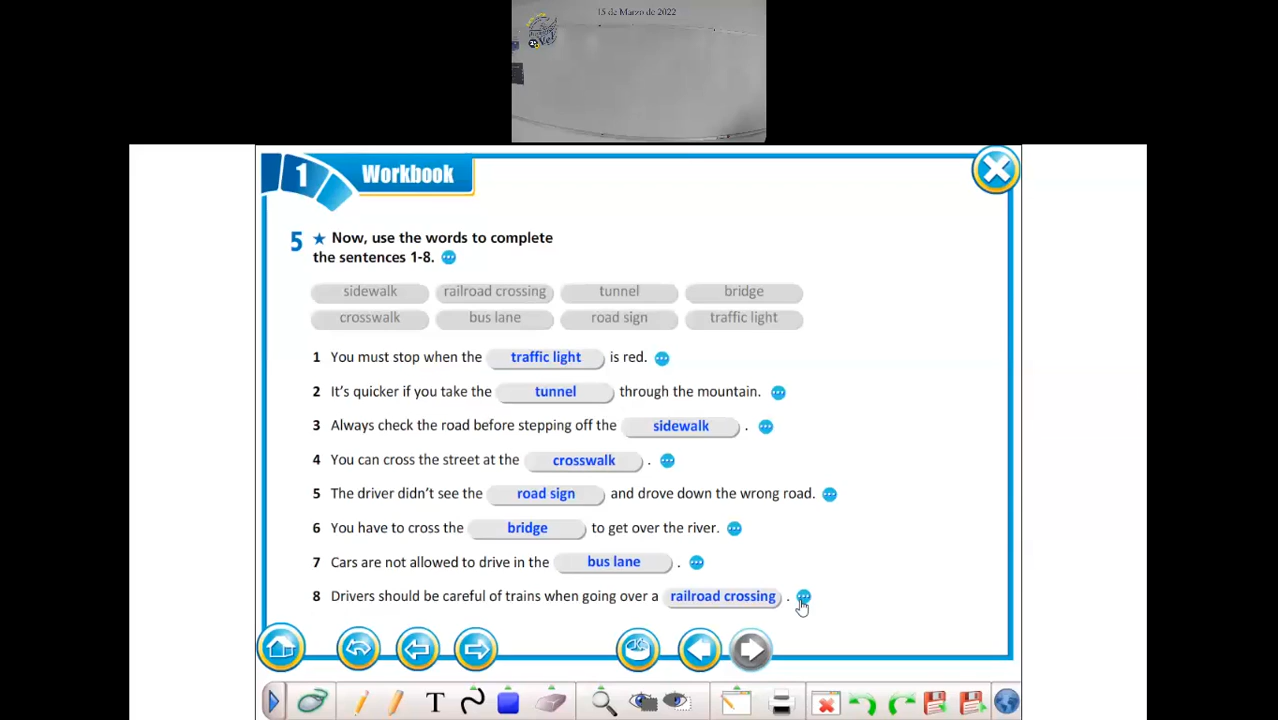 15 de Marzo de 2022
1 Workbook
5 ★ Now, use the words to complete
the sentences 1-8.
sidewalk railroad crossing tunnel bridge
crosswalk bus lane road sign traffic light
1 You must stop when the traffic light is red.
2 It's quicker if you take the tunnel through the mountain.
3 Always check the road before stepping off the sidewalk .
4 You can cross the street at the crosswalk .
5 The driver didn't see the road sign and drove down the wrong road.
6 You have to cross the bridge to get over the river.
7 Cars are not allowed to drive in the bus lane .
8 Drivers should be careful of trains when going over a railroad crossing .
T